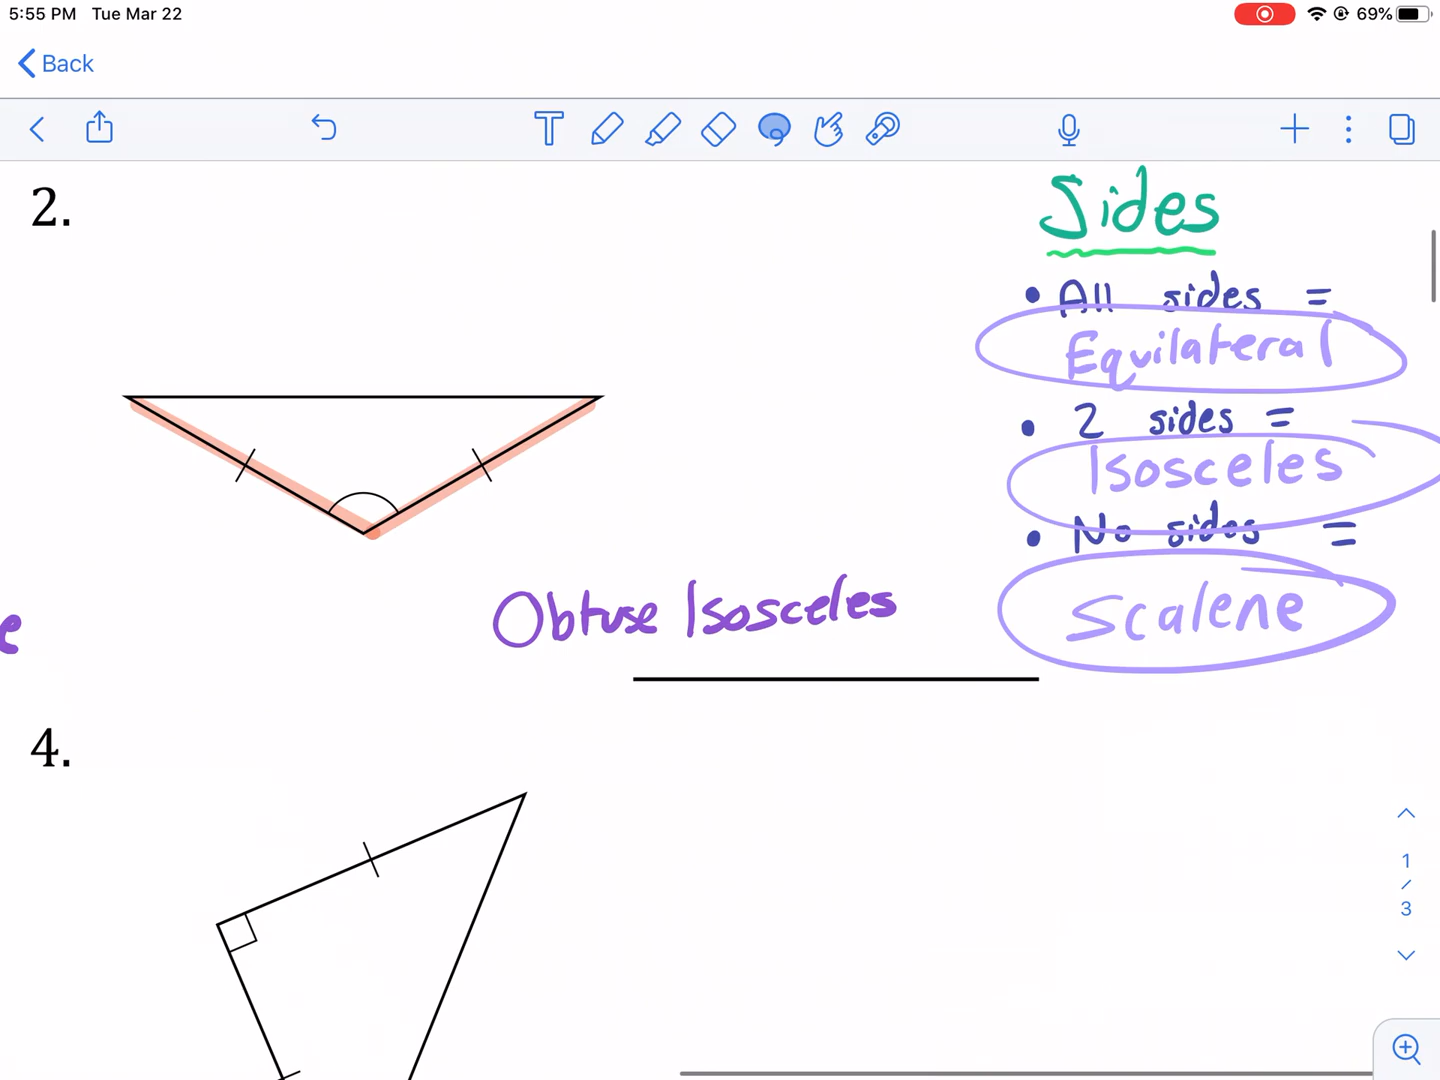 5:55 PM Tue Mar 22
69%
Back
T
2.
Sides
• All sides =
Equilateral
• 2 sides =
Isosceles
• No sides =
Scalene
Obtuse Isosceles
e
4.
1
/
3